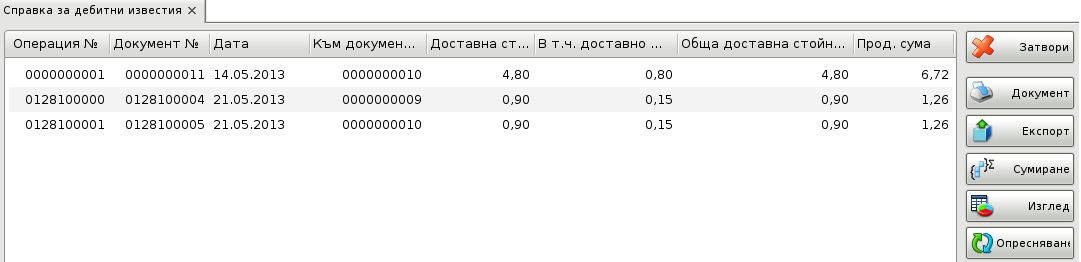 Справка за дебитни известия ×
Операция № Документ № Дата Към докумен... Доставна ст... В т.ч. доставно ... Обща доставна стойн... Прод. сума
0000000001 0000000011 14.05.2013 0000000010 4,80 0,80 4,80 6,72
0128100000 0128100004 21.05.2013 0000000009 0,90 0,15 0,90 1,26
0128100001 0128100005 21.05.2013 0000000010 0,90 0,15 0,90 1,26
Затвори
Документ
Експорт
Сумиране
Изглед
Опресняване